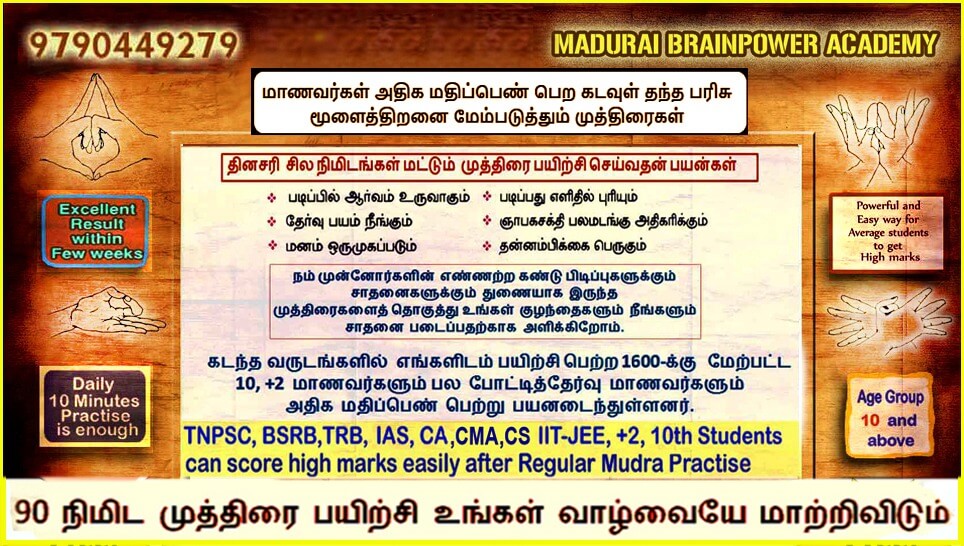 9790449279
MADURAI BRAINPOWER ACADEMY
மாணவர்கள் அதிக மதிப்பெண் பெற கடவுள் தந்த பரிசு
மூளைத்திறனை மேம்படுத்தும் முத்திரைகள்
தினசரி சில நிமிடங்கள் மட்டும் முத்திரை பயிற்சி செய்வதன் பயன்கள்
படிப்பில் ஆர்வம் உருவாகும்
படிப்பது எளிதில் புரியும்
தேர்வு பயம் நீங்கும்
ஞாபகசக்தி பலமடங்கு அதிகரிக்கும்
மனம் ஒருமுகப்படும்
தன்னம்பிக்கை பெருகும்
Excellent
Result
within
Few weeks
Powerful and
Easy way for
Average students
to get
High marks
நம் முன்னோர்களின் எண்ணற்ற கண்டு பிடிப்புகளுக்கும்
சாதனைகளுக்கும் துணையாக இருந்த
முத்திரைகளைத் தொகுத்து உங்கள் குழந்தைகளும் நீங்களும்
சாதனை படைப்பதற்காக அளிக்கிறோம்.
கடந்த வருடங்களில் எங்களிடம் பயிற்சி பெற்ற 1600-க்கு மேற்பட்ட
10, +2 மாணவர்களும் பல போட்டித்தேர்வு மாணவர்களும்
அதிக மதிப்பெண் பெற்று பயனடைந்துள்ளனர்.
Daily
10 Minutes
Practise
is enough
Age Group
10 and
above
TNPSC, BSRB,TRB, IAS, CA,CMA,CS IIT-JEE, +2, 10th Students
can score high marks easily after Regular Mudra Practise
90 நிமிட முத்திரை பயிற்சி உங்கள் வாழ்வையே மாற்றிவிடும்